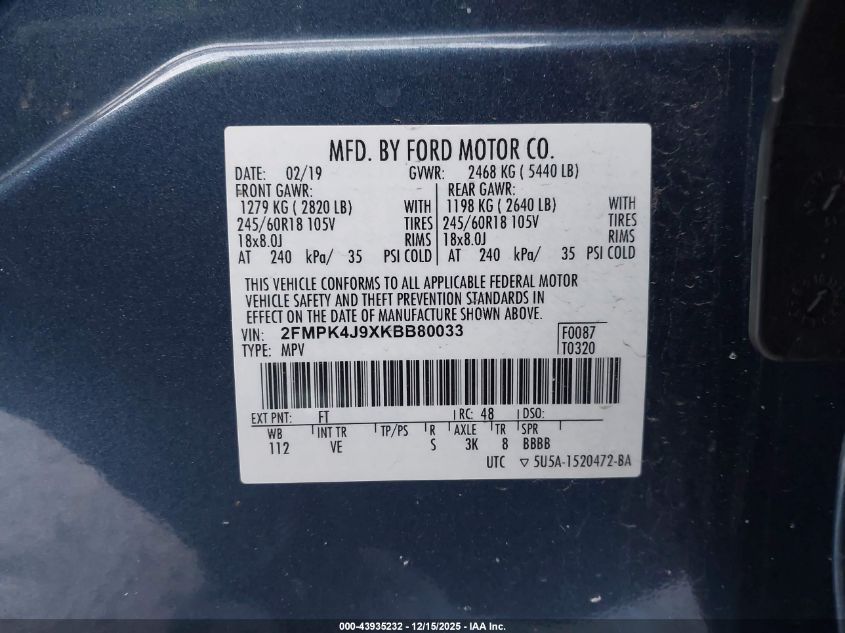 MFD. BY FORD MOTOR CO.
DATE: 02/19 GVWR: 2468 KG ( 5440 LB)
FRONT GAWR: REAR GAWR:
1279 KG ( 2820 LB) WITH 1198 KG ( 2640 LB) WITH
245/60R18 105V TIRES 245/60R18 105V TIRES
18x8.0J RIMS 18x8.0J RIMS
AT 240 kPa/ 35 PSI COLD AT 240 kPa/ 35 PSI COLD
THIS VEHICLE CONFORMS TO ALL APPLICABLE FEDERAL MOTOR
VEHICLE SAFETY AND THEFT PREVENTION STANDARDS IN
EFFECT ON THE DATE OF MANUFACTURE SHOWN ABOVE.
VIN: 2FMPK4J9XKBB80033 F0087
TYPE: MPV T0320
EXT PNT: FT RC: 48 DSO:
WB INT TR TP/PS R AXLE TR SPR
112 VE S 3K 8 BBBB
UTC ▽ 5U5A-1520472-BA
000-43935232 - 12/15/2025 - IAA Inc.